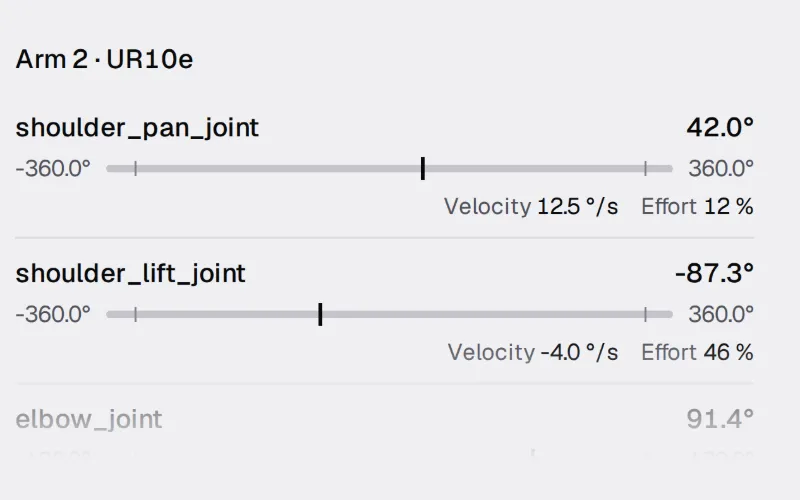 Arm 2 · UR10e
shoulder_pan_joint 42.0°
-360.0° 360.0°
Velocity 12.5 °/s Effort 12 %
shoulder_lift_joint -87.3°
-360.0° 360.0°
Velocity -4.0 °/s Effort 46 %
elbow_joint 91.4°